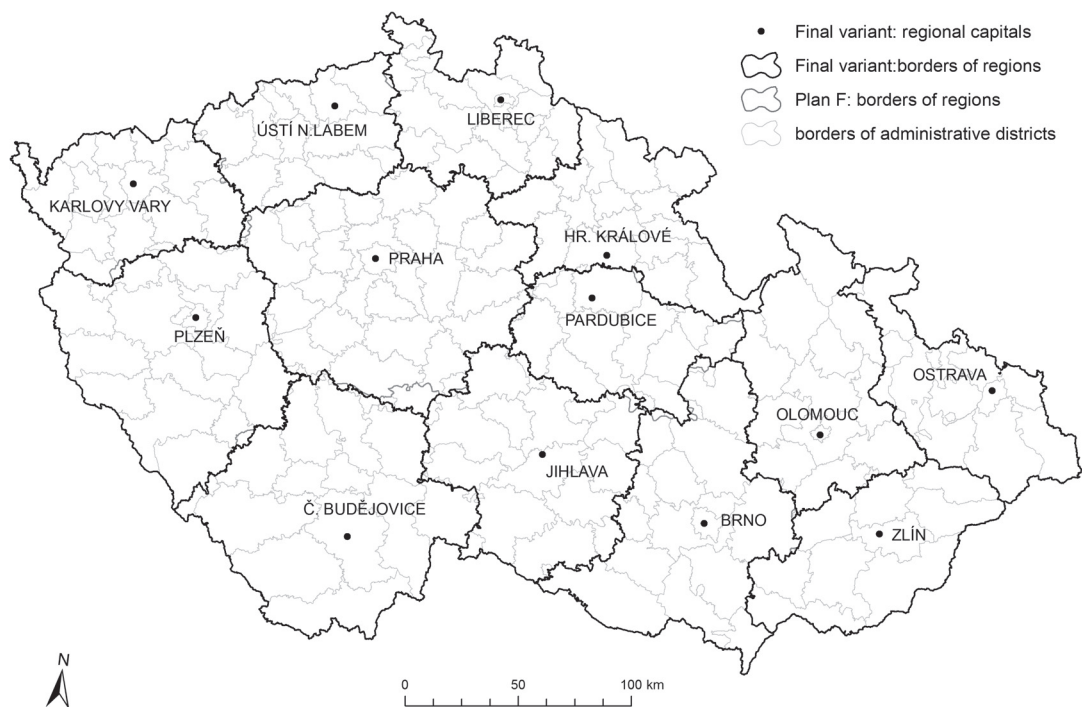 Final variant: regional capitals
Final variant:borders of regions
Plan F: borders of regions
borders of administrative districts
LIBEREC
ÚSTÍ N.LABEM
KARLOVY VARY
HR. KRÁLOVÉ
PRAHA
PARDUBICE
PLZEŇ
OSTRAVA
OLOMOUC
JIHLAVA
Č. BUDĚJOVICE
BRNO
ZLÍN
N
0 50 100 km